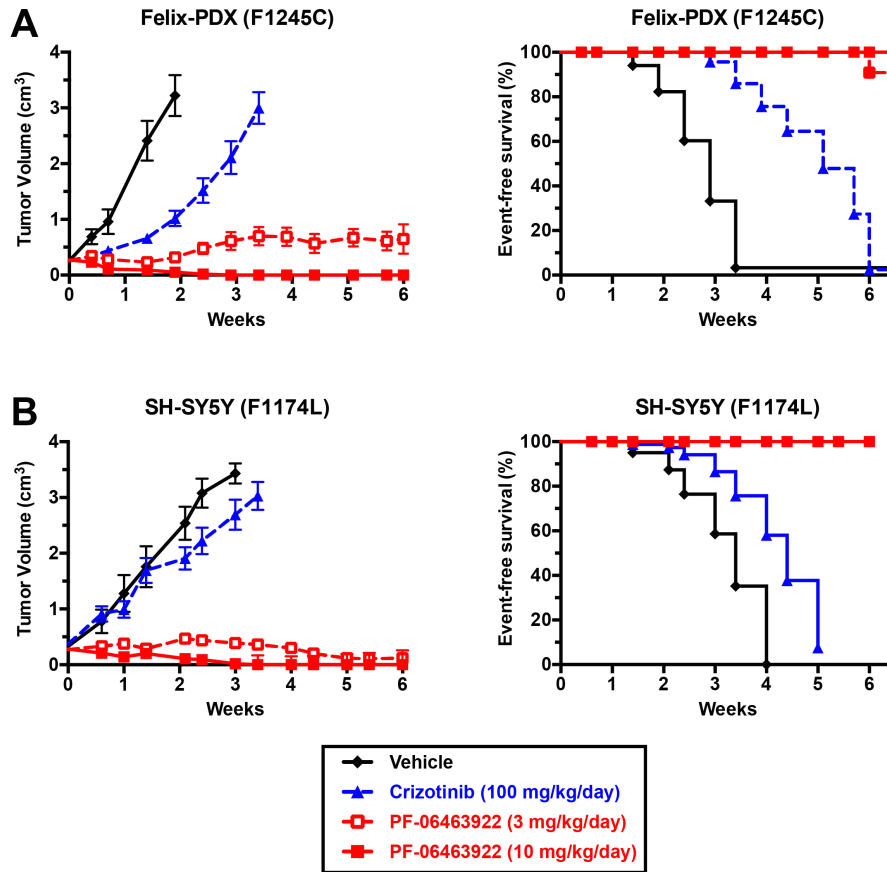 A
Felix-PDX (F1245C)
Felix-PDX (F1245C)
Tumor Volume (cm³)
4
3
2
1
0
0 1 2 3 4 5 6
Weeks
Event-free survival (%)
100
80
60
40
20
0
0 1 2 3 4 5 6
Weeks
B
SH-SY5Y (F1174L)
SH-SY5Y (F1174L)
Tumor Volume (cm³)
4
3
2
1
0
0 1 2 3 4 5 6
Weeks
Event-free survival (%)
100
80
60
40
20
0
0 1 2 3 4 5 6
Weeks
Vehicle
Crizotinib (100 mg/kg/day)
PF-06463922 (3 mg/kg/day)
PF-06463922 (10 mg/kg/day)